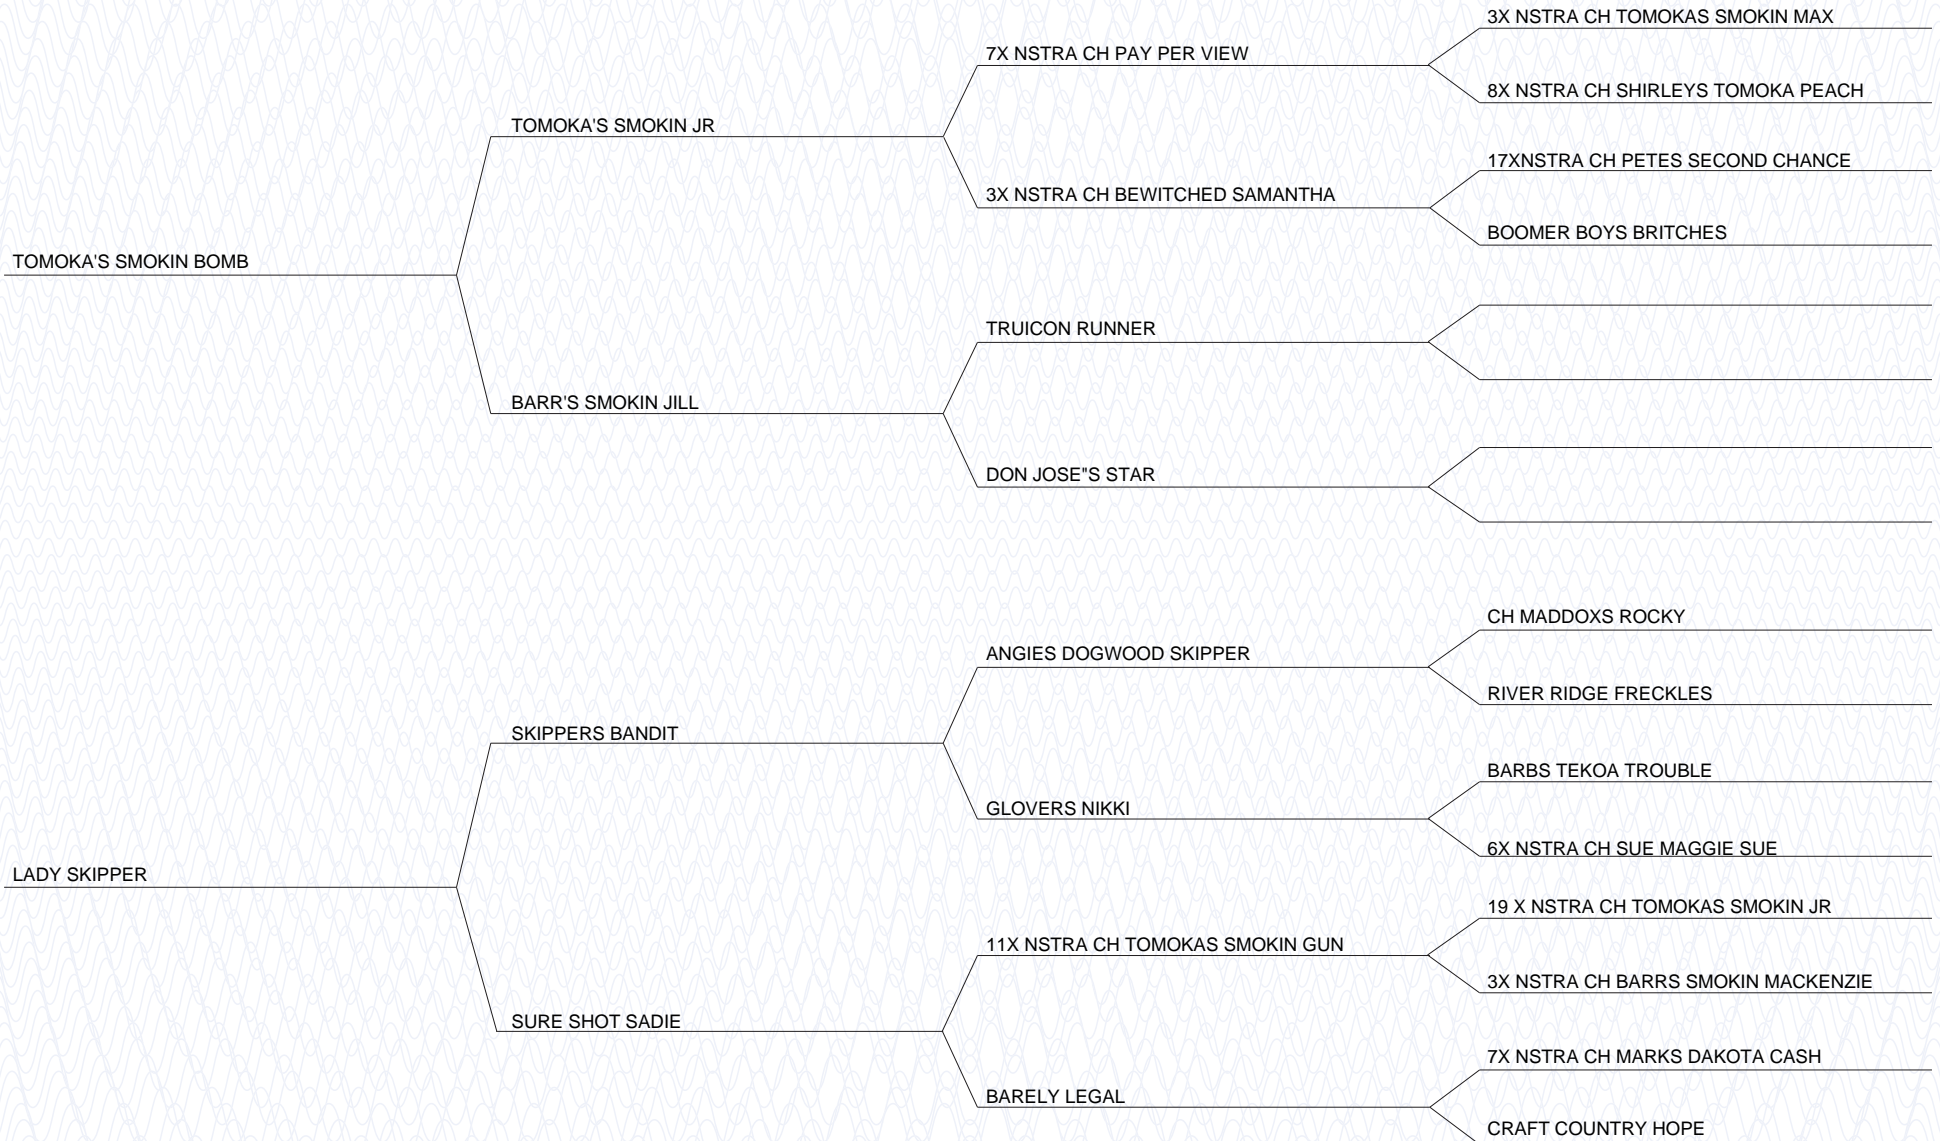 3X NSTRA CH TOMOKAS SMOKIN MAX
7X NSTRA CH PAY PER VIEW
8X NSTRA CH SHIRLEYS TOMOKA PEACH
TOMOKA'S SMOKIN JR
17XNSTRA CH PETES SECOND CHANCE
3X NSTRA CH BEWITCHED SAMANTHA
BOOMER BOYS BRITCHES
TOMOKA'S SMOKIN BOMB
TRUICON RUNNER
BARR'S SMOKIN JILL
DON JOSE"S STAR
CH MADDOXS ROCKY
ANGIES DOGWOOD SKIPPER
RIVER RIDGE FRECKLES
SKIPPERS BANDIT
BARBS TEKOA TROUBLE
GLOVERS NIKKI
6X NSTRA CH SUE MAGGIE SUE
LADY SKIPPER
19 X NSTRA CH TOMOKAS SMOKIN JR
11X NSTRA CH TOMOKAS SMOKIN GUN
3X NSTRA CH BARRS SMOKIN MACKENZIE
SURE SHOT SADIE
7X NSTRA CH MARKS DAKOTA CASH
BARELY LEGAL
CRAFT COUNTRY HOPE